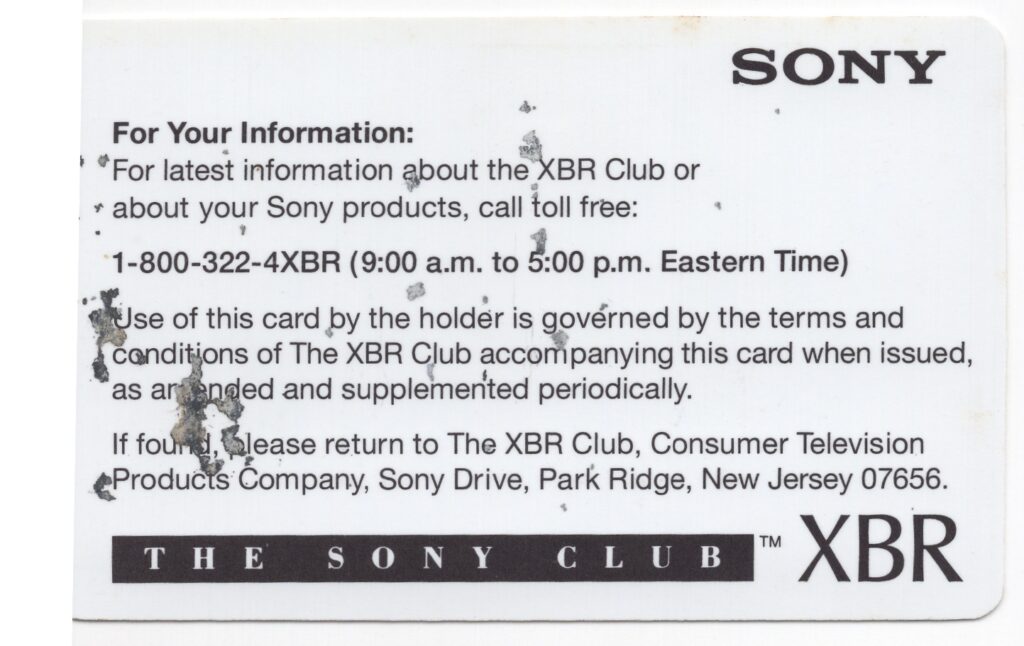 SONY
For Your Information:
For latest information about the XBR Club or
about your Sony products, call toll free:
1-800-322-4XBR (9:00 a.m. to 5:00 p.m. Eastern Time)
Use of this card by the holder is governed by the terms and
conditions of The XBR Club accompanying this card when issued,
as amended and supplemented periodically.
If found, please return to The XBR Club, Consumer Television
Products Company, Sony Drive, Park Ridge, New Jersey 07656.
THE SONY CLUB™ XBR